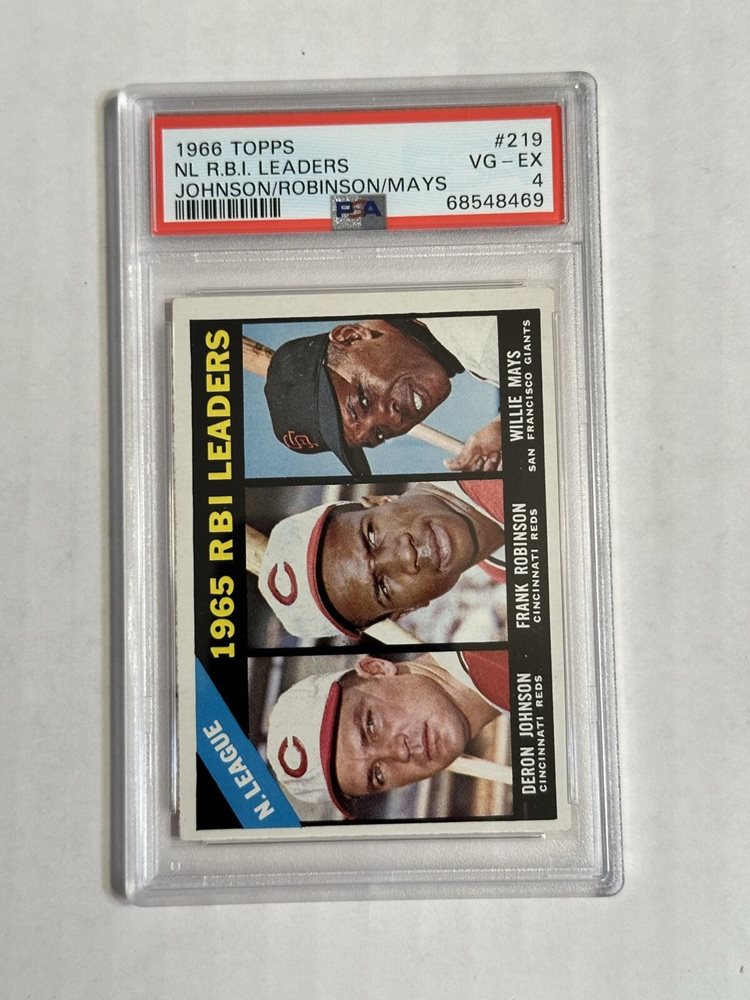 1966 TOPPS #219
NL R.B.I. LEADERS VG-EX
JOHNSON/ROBINSON/MAYS 4
PSA 68548469
1965 RBI LEADERS
N. LEAGUE
SF
C
C
DERON JOHNSON
CINCINNATI REDS
FRANK ROBINSON
CINCINNATI REDS
WILLIE MAYS
SAN FRANCISCO GIANTS